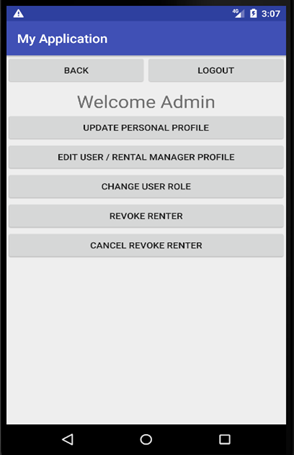 4G 3:07
My Application
BACK LOGOUT
Welcome Admin
UPDATE PERSONAL PROFILE
EDIT USER / RENTAL MANAGER PROFILE
CHANGE USER ROLE
REVOKE RENTER
CANCEL REVOKE RENTER